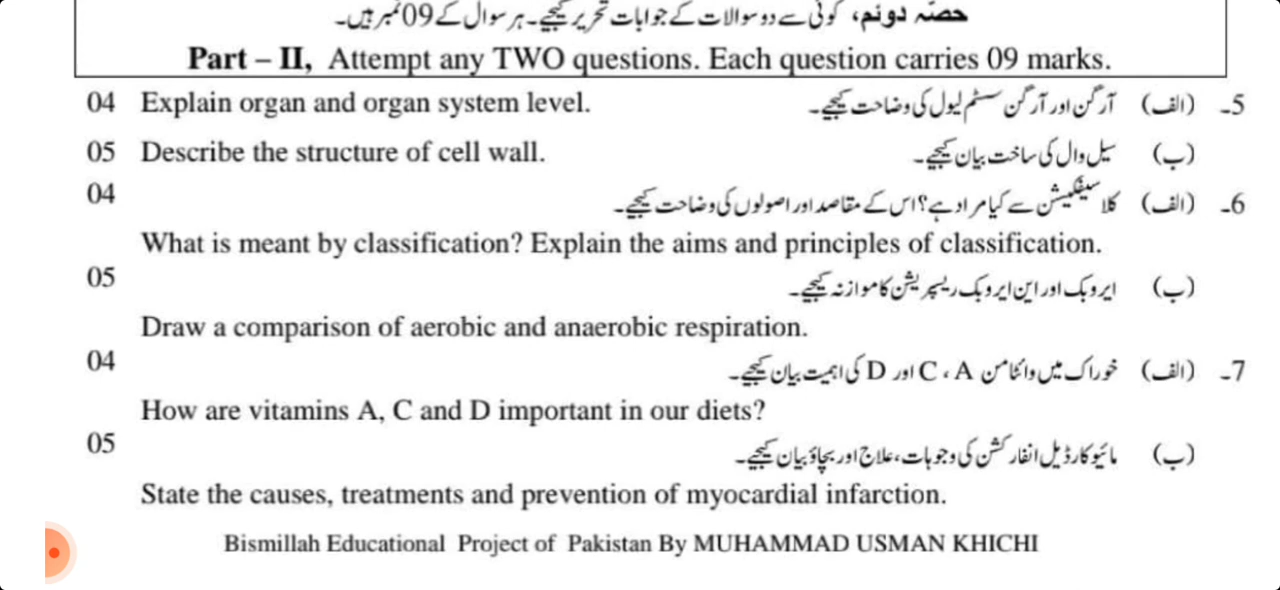 حصّہ دوئم، کوئی سے دو سوالات کے جوابات تحریر کیجیے۔ ہر سوال کے 09 نمبر ہیں۔
Part – II, Attempt any TWO questions. Each question carries 09 marks.
04 Explain organ and organ system level. آرگن اور آرگن سسٹم لیول کی وضاحت کیجیے۔ (الف) 5۔
05 Describe the structure of cell wall. سیل وال کی ساخت بیان کیجیے۔ (ب)
04 کلاسیفکیشن سے کیا مراد ہے؟ اس کے مقاصد اور اصولوں کی وضاحت کیجیے۔ (الف) 6۔
What is meant by classification? Explain the aims and principles of classification.
05 ایروبک اور این ایروبک ریسپریشن کا موازنہ کیجیے۔ (ب)
Draw a comparison of aerobic and anaerobic respiration.
04 خوراک میں وائٹامن A ، C اور D کی اہمیت بیان کیجیے۔ (الف) 7۔
How are vitamins A, C and D important in our diets?
05 مائیوکارڈیل انفارکشن کی وجوہات، علاج اور بچاؤ بیان کیجیے۔ (ب)
State the causes, treatments and prevention of myocardial infarction.
Bismillah Educational Project of Pakistan By MUHAMMAD USMAN KHICHI